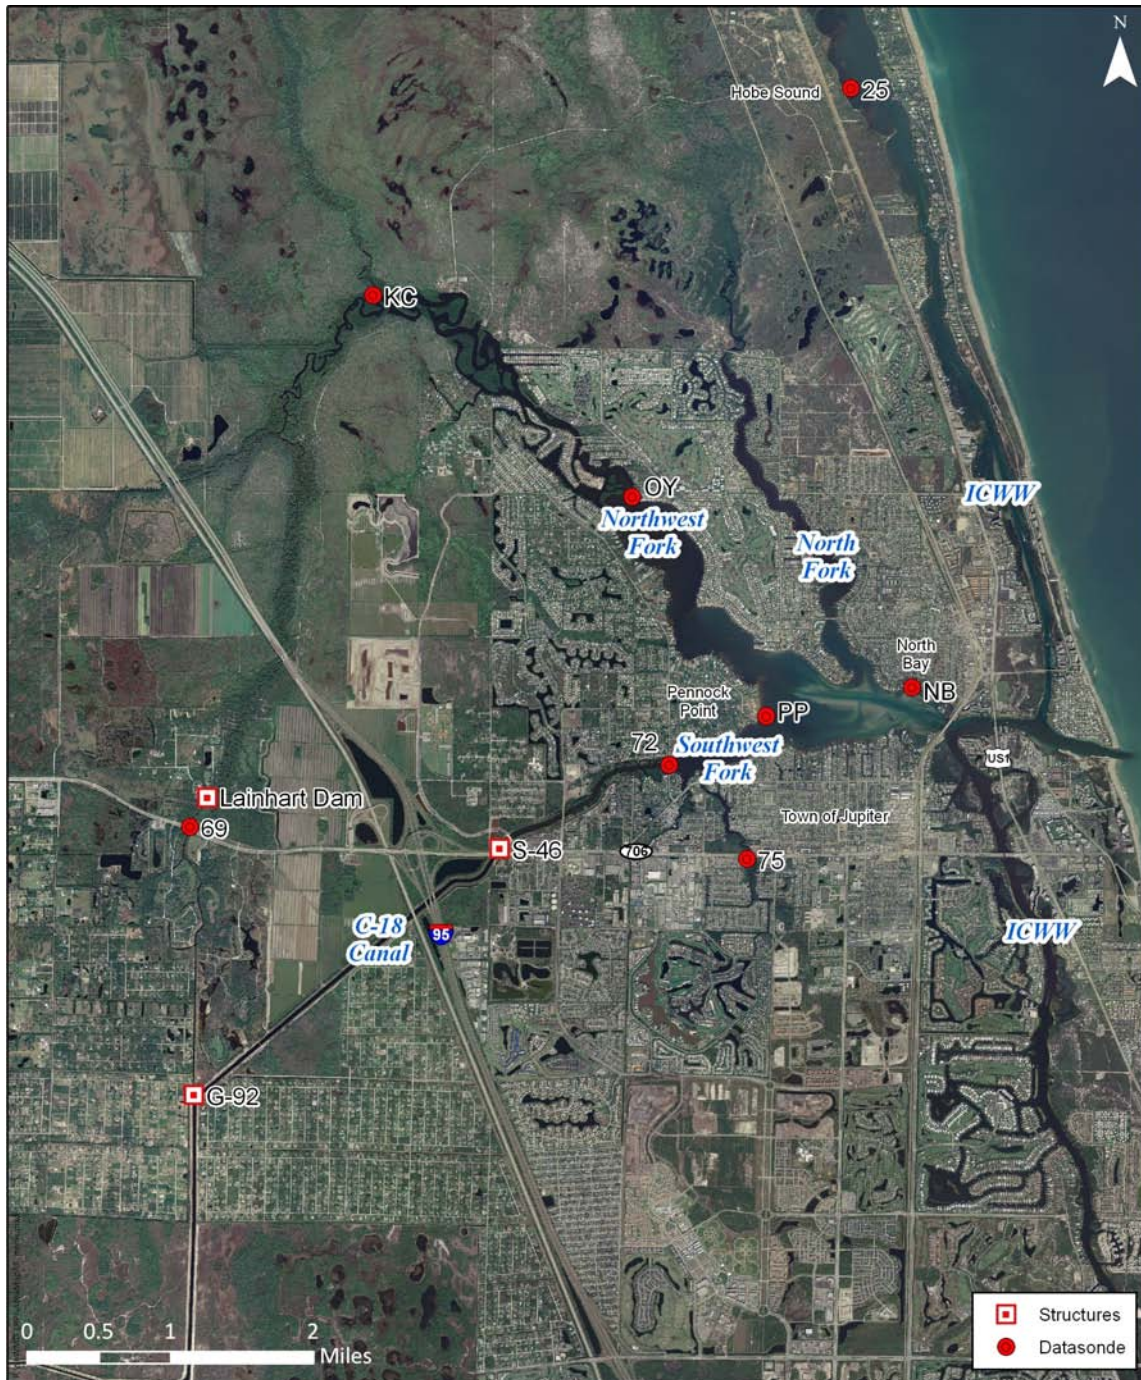 N
Hobe Sound
25
KC
OY
Northwest
Fork
ICWW
North
Fork
North
Bay
NB
Pennock
Point
PP
72
Southwest
Fork
US1
Lainhart Dam
69
Town of Jupiter
S-46
706
75
C-18
Canal
95
ICWW
G-92
0 0.5 1 2
Miles
Structures
Datasonde